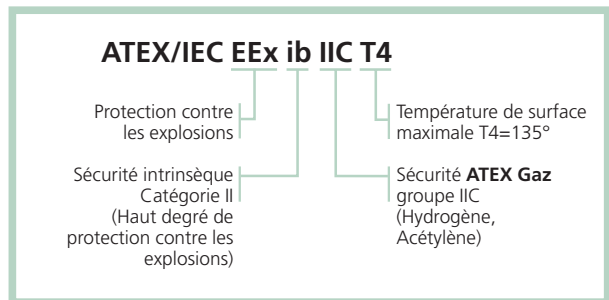 ATEX/IEC EEx ib IIC T4
Protection contre
les explosions
Température de surface
maximale T4=135°
Sécurité intrinsèque
Catégorie II
(Haut degré de
protection contre les
explosions)
Sécurité ATEX Gaz
groupe IIC
(Hydrogène,
Acétylène)